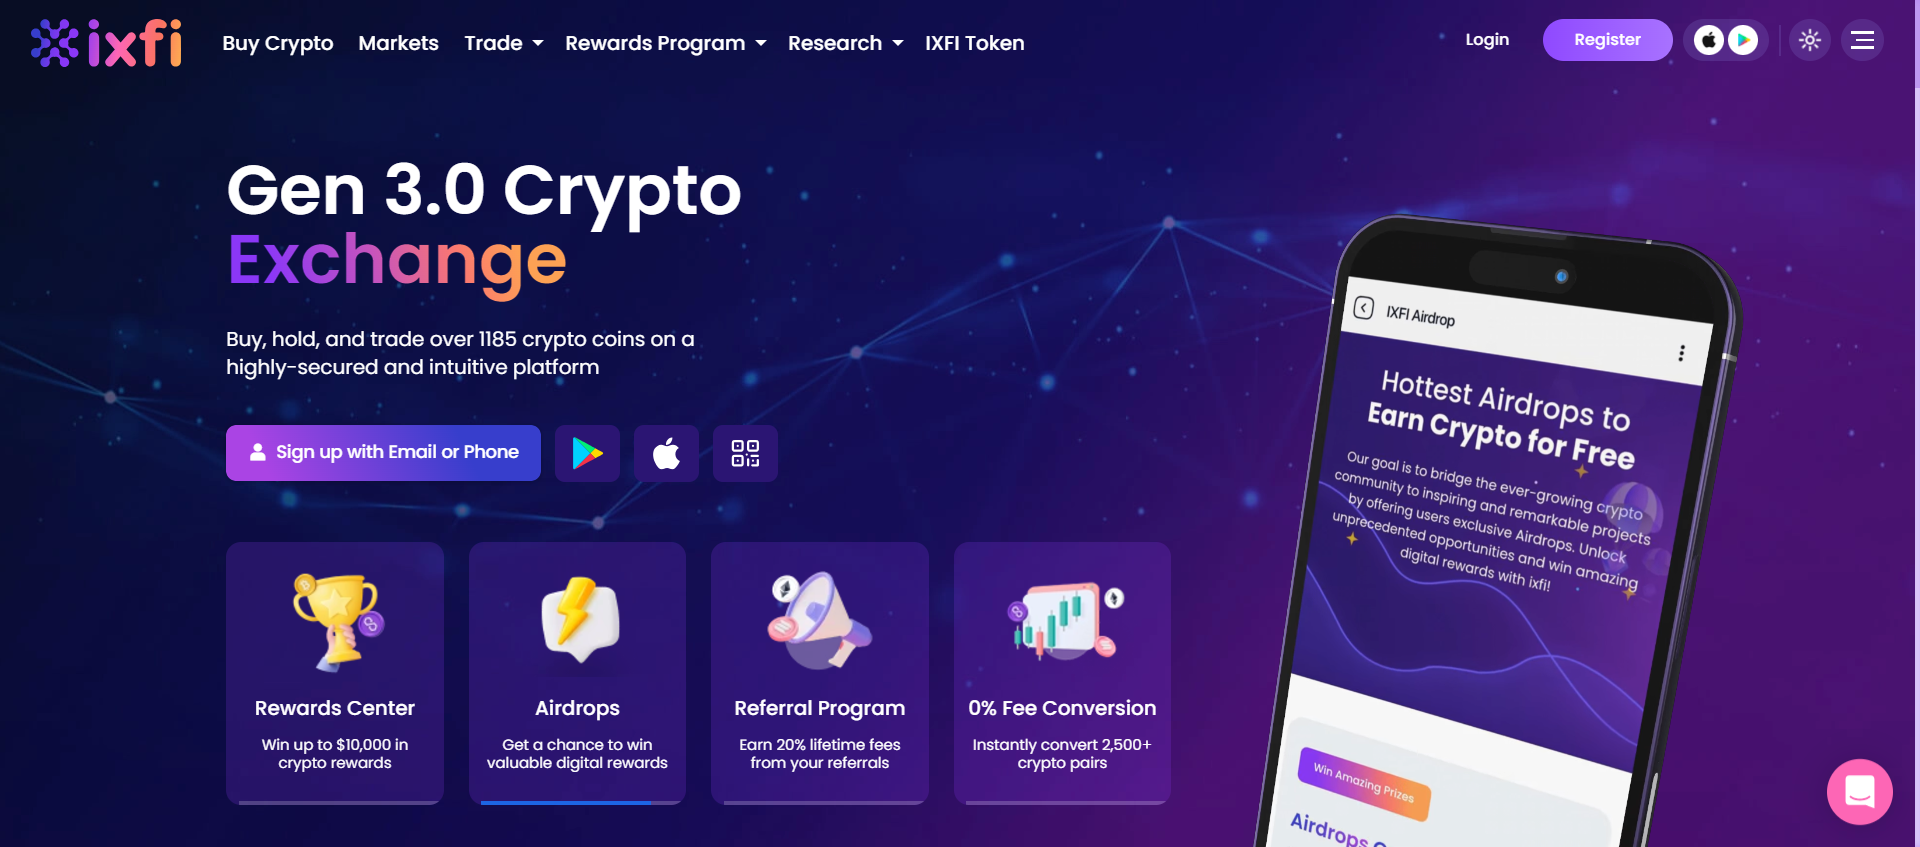 ixfi
Buy Crypto
Markets
Trade
Rewards Program
Research
IXFI Token
Login
Register
Gen 3.0 Crypto
Exchange
Buy, hold, and trade over 1185 crypto coins on a
highly-secured and intuitive platform
Sign up with Email or Phone
Rewards Center
Win up to $10,000 in
crypto rewards
Airdrops
Get a chance to win
valuable digital rewards
Referral Program
Earn 20% lifetime fees
from your referrals
0% Fee Conversion
Instantly convert 2,500+
crypto pairs
IXFI Airdrop
Hottest Airdrops to
Earn Crypto for Free
Our goal is to bridge the ever-growing crypto
community to inspiring and remarkable projects
by offering users exclusive Airdrops. Unlock
unprecedented opportunities and win amazing
digital rewards with ixfi!
Win Amazing Prizes
Airdrops